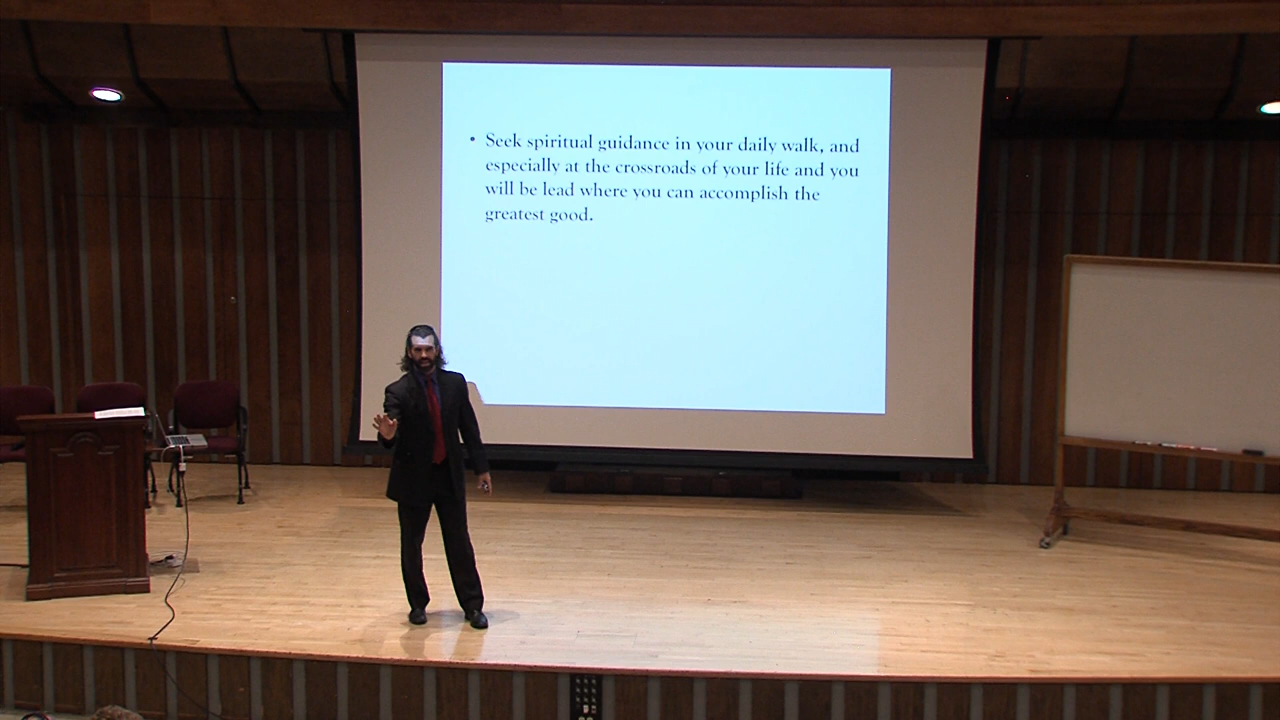 • Seek spiritual guidance in your daily walk, and
especially at the crossroads of your life and you
will be lead where you can accomplish the
greatest good.